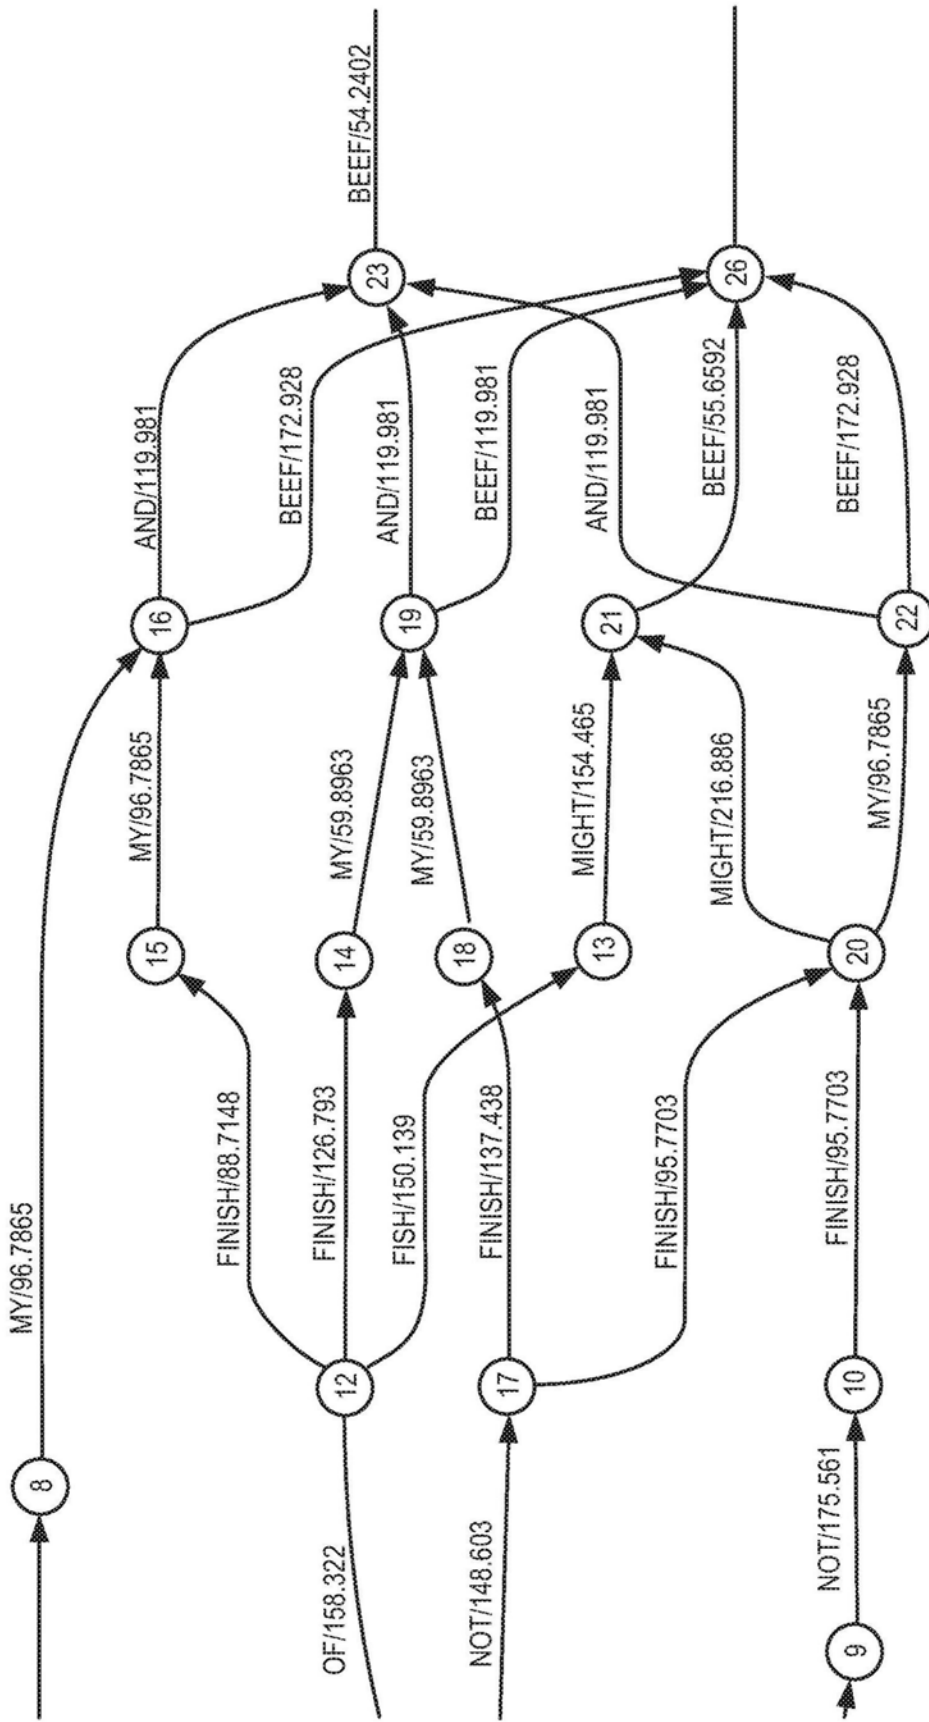 MY/96.7865
8
OF/158.322
NOT/148.603
NOT/175.561
9
12
17
10
FINISH/88.7148
FINISH/126.793
FISH/150.139
FINISH/137.438
FINISH/95.7703
FINISH/95.7703
15
14
18
13
20
MY/96.7865
MY/59.8963
MY/59.8963
MIGHT/154.465
MIGHT/216.886
MY/96.7865
16
19
21
22
AND/119.981
BEEF/172.928
AND/119.981
BEEF/119.981
AND/119.981
BEEF/55.6592
BEEF/172.928
23
26
BEEF/54.2402